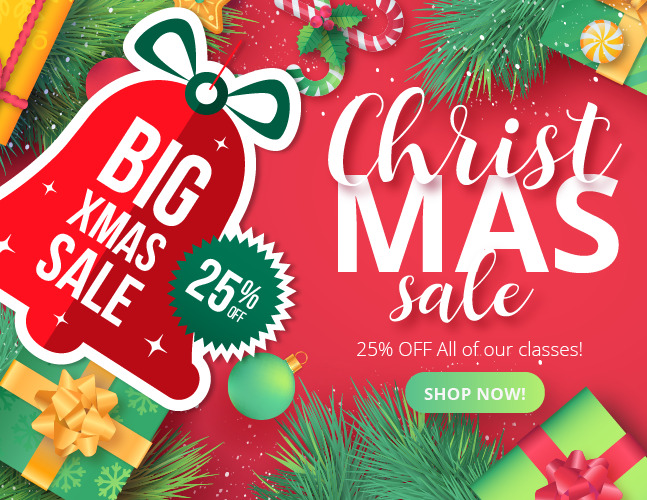 BIG
XMAS
SALE
25%
OFF
Christ
MAS
sale
25% OFF All of our classes!
SHOP NOW!